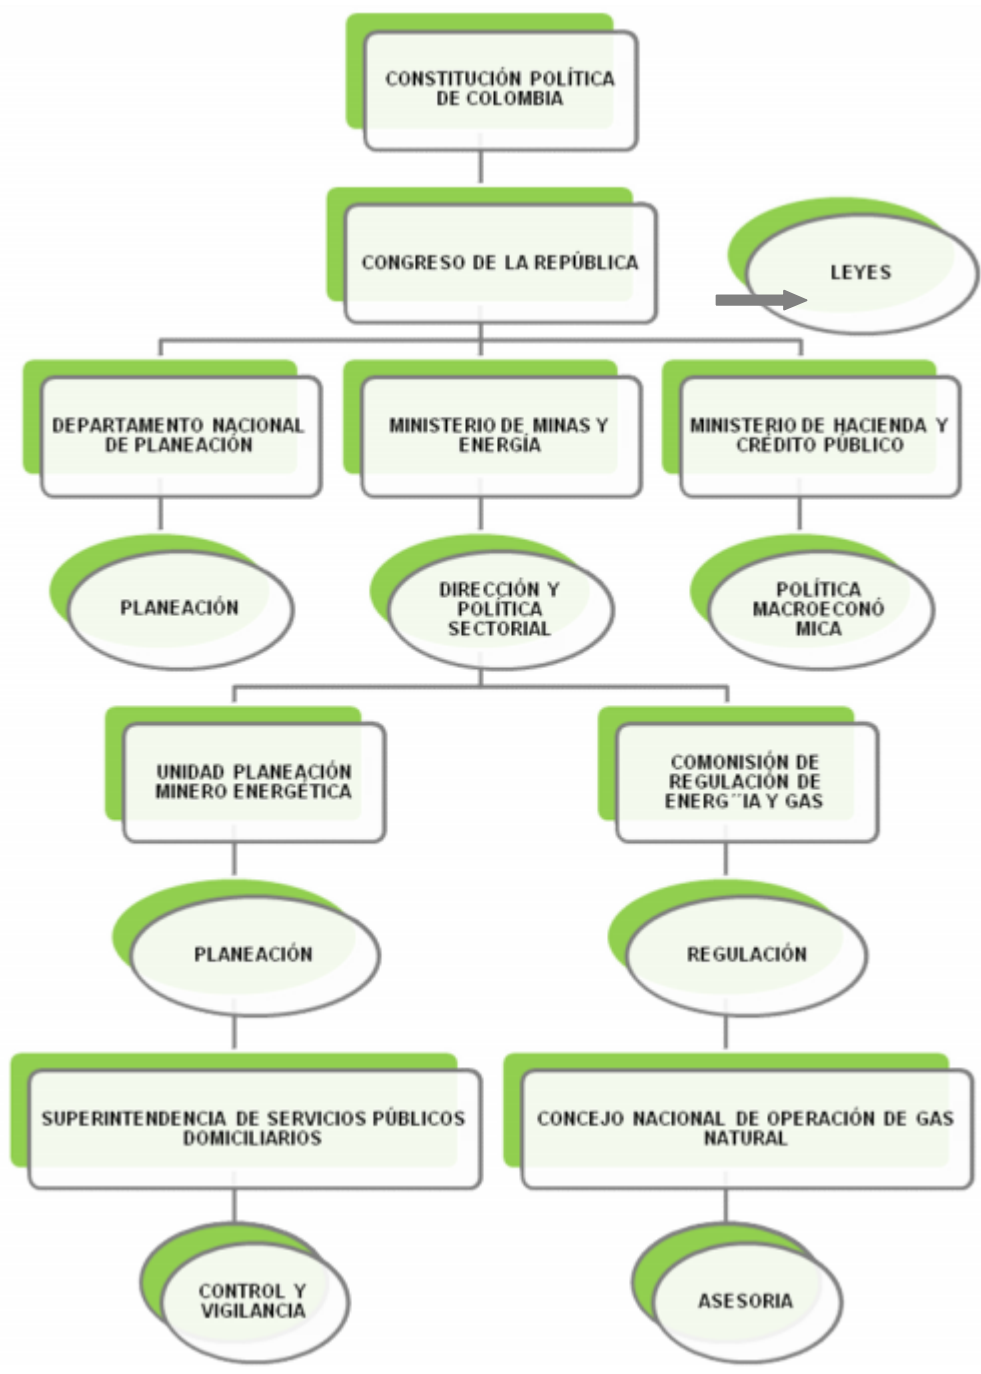 CONSTITUCIÓN POLÍTICA
DE COLOMBIA
CONGRESO DE LA REPÚBLICA
LEYES
DEPARTAMENTO NACIONAL
DE PLANEACIÓN
MINISTERIO DE MINAS Y
ENERGÍA
MINISTERIO DE HACIENDA Y
CRÉDITO PÚBLICO
PLANEACIÓN
DIRECCIÓN Y
POLÍTICA
SECTORIAL
POLÍTICA
MACROECONÓ
MICA
UNIDAD PLANEACIÓN
MINERO ENERGÉTICA
COMONISIÓN DE
REGULACIÓN DE
ENERG¨IA Y GAS
PLANEACIÓN
REGULACIÓN
SUPERINTENDENCIA DE SERVICIOS PÚBLICOS
DOMICILIARIOS
CONCEJO NACIONAL DE OPERACIÓN DE GAS
NATURAL
CONTROL Y
VIGILANCIA
ASESORIA